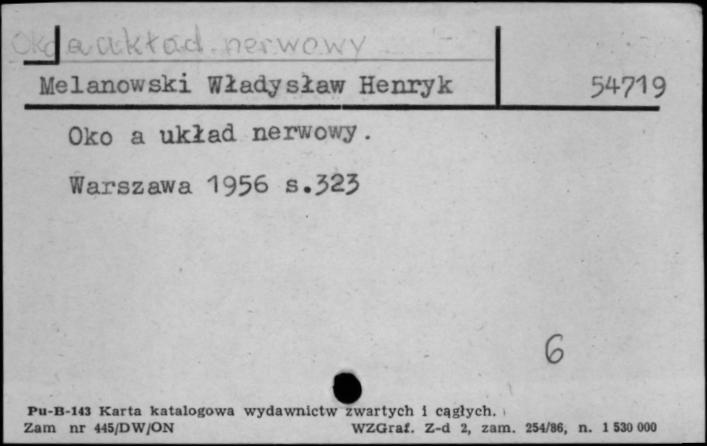 Oko a układ nerwowy
Melanowski Władysław Henryk 54719
Oko a układ nerwowy.
Warszawa 1956 s.323
6
Pu-B-143 Karta katalogowa wydawnictw zwartych i cągłych.
Zam nr 445/DW/ON WZGraf. Z-d 2, zam. 254/86, n. 1 530 000